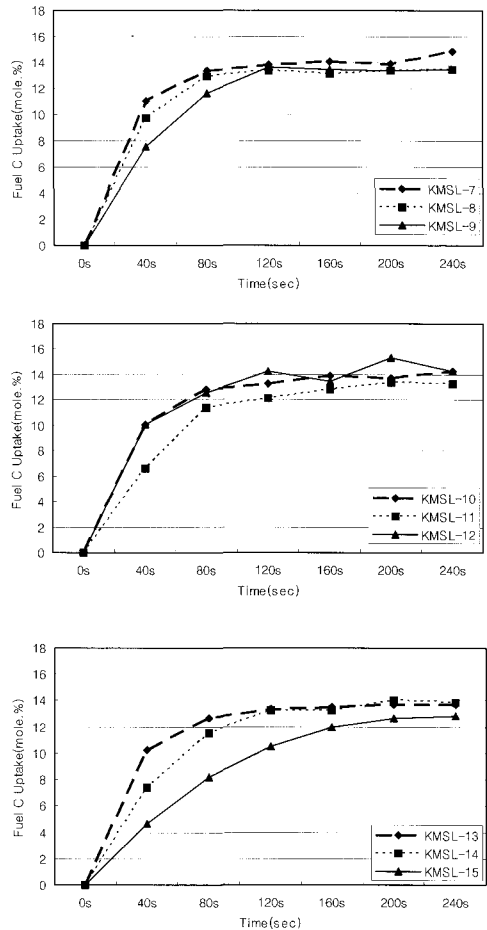 18
16
14
12
10
8
6
4
2
0
Fuel C Uptake(mole.%)
KMSL-7
KMSL-8
KMSL-9
0s 40s 80s 120s 160s 200s 240s
Time(sec)
18
16
14
12
10
8
6
4
2
0
Fuel C Uptake(mole.%)
KMSL-10
KMSL-11
KMSL-12
0s 40s 80s 120s 160s 200s 240s
Time(sec)
18
16
14
12
10
8
6
4
2
0
Fuel C Uptake(mole.%)
KMSL-13
KMSL-14
KMSL-15
0s 40s 80s 120s 160s 200s 240s
Time(sec)